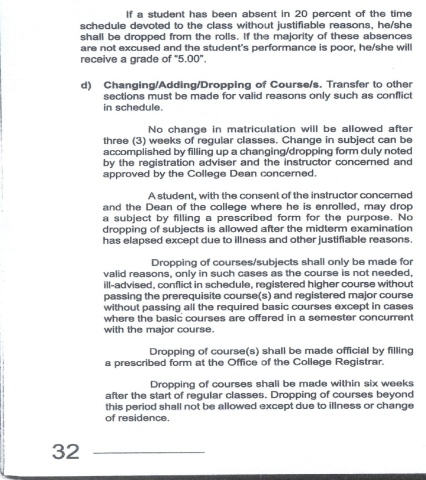 If a student has been absent in 20 percent of the time
schedule devoted to the class without justifiable reasons, he/she
shall be dropped from the rolls. If the majority of these absences
are not excused and the student's performance is poor, he/she will
receive a grade of "5.00".
d) Changing/Adding/Dropping of Course/s. Transfer to other
sections must be made for valid reasons only such as conflict
in schedule.
No change in matriculation will be allowed after
three (3) weeks of regular classes. Change in subject can be
accomplished by filling up a changing/dropping form duly noted
by the registration adviser and the instructor concerned and
approved by the College Dean concerned.
A student, with the consent of the instructor concerned
and the Dean of the college where he is enrolled, may drop
a subject by filling a prescribed form for the purpose. No
dropping of subjects is allowed after the midterm examination
has elapsed except due to illness and other justifiable reasons.
Dropping of courses/subjects shall only be made for
valid reasons, only in such cases as the course is not needed,
ill-advised, conflict in schedule, registered higher course without
passing the prerequisite course(s) and registered major course
without passing all the required basic courses except in cases
where the basic courses are offered in a semester concurrent
with the major course.
Dropping of course(s) shall be made official by filling
a prescribed form at the Office of the College Registrar.
Dropping of courses shall be made within six weeks
after the start of regular classes. Dropping of courses beyond
this period shall not be allowed except due to illness or change
of residence.
32